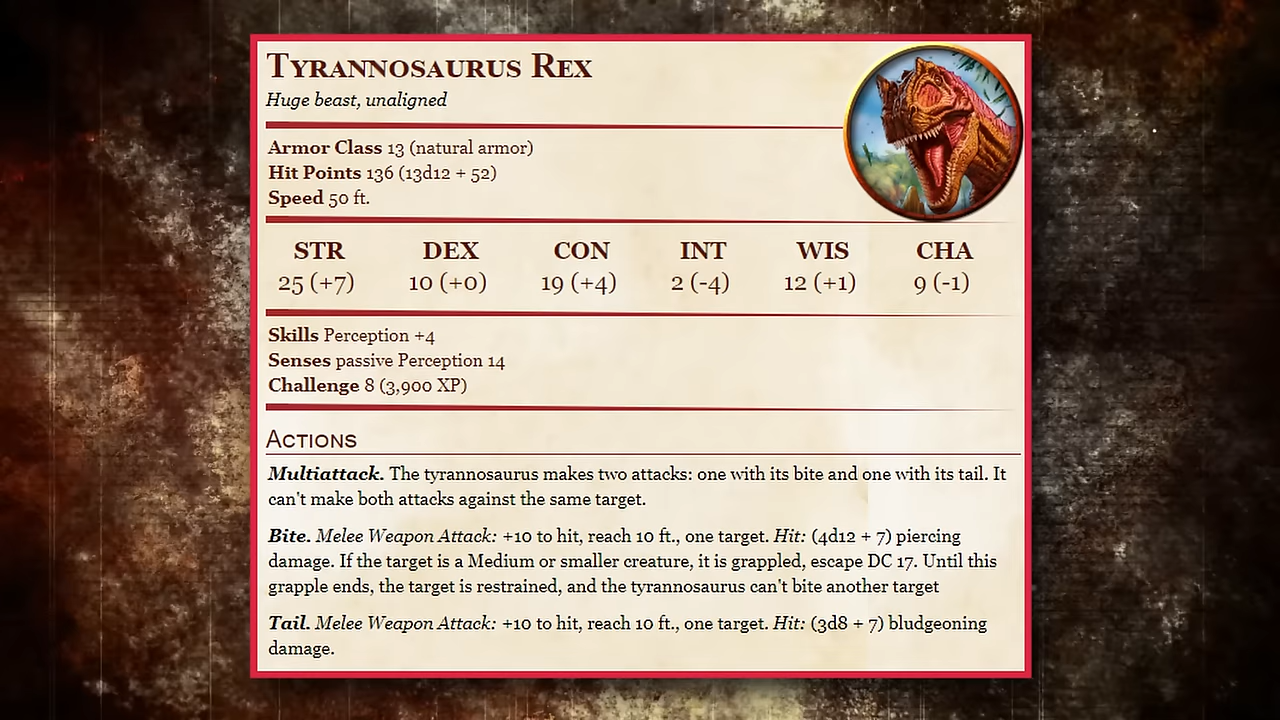 Tyrannosaurus Rex
Huge beast, unaligned
Armor Class 13 (natural armor)
Hit Points 136 (13d12 + 52)
Speed 50 ft.
STR DEX CON INT WIS CHA
25 (+7) 10 (+0) 19 (+4) 2 (-4) 12 (+1) 9 (-1)
Skills Perception +4
Senses passive Perception 14
Challenge 8 (3,900 XP)
Actions
Multiattack. The tyrannosaurus makes two attacks: one with its bite and one with its tail. It
can't make both attacks against the same target.
Bite. Melee Weapon Attack: +10 to hit, reach 10 ft., one target. Hit: (4d12 + 7) piercing
damage. If the target is a Medium or smaller creature, it is grappled, escape DC 17. Until this
grapple ends, the target is restrained, and the tyrannosaurus can't bite another target
Tail. Melee Weapon Attack: +10 to hit, reach 10 ft., one target. Hit: (3d8 + 7) bludgeoning
damage.